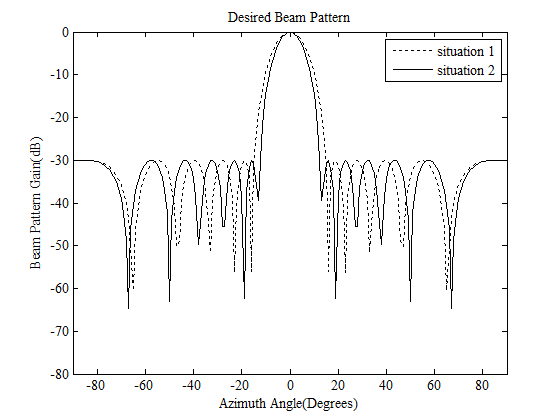 Desired Beam Pattern
situation 1
situation 2
Beam Pattern Gain(dB)
0
-10
-20
-30
-40
-50
-60
-70
-80
-80 -60 -40 -20 0 20 40 60 80
Azimuth Angle(Degrees)